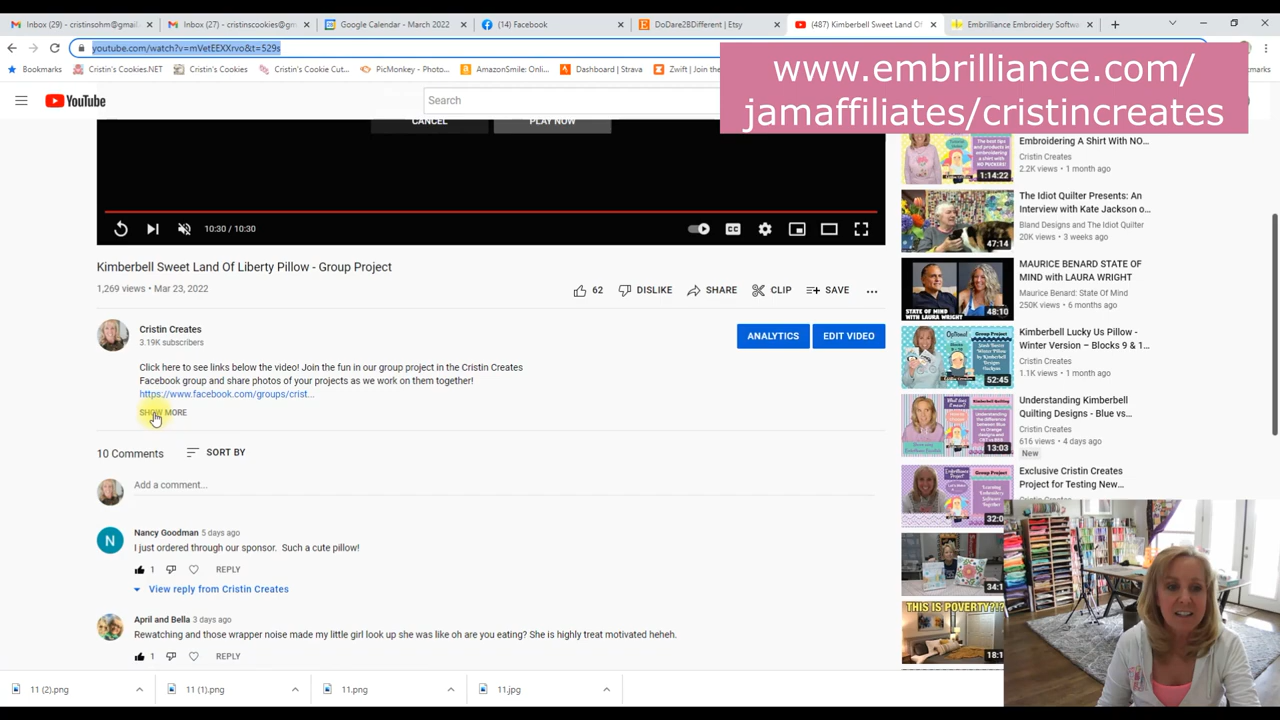 Inbox (29) - cristinsohm@gmail.
Inbox (27) - cristinscookies@gm
Google Calendar - March 2022
(14) Facebook
DoDare2BDifferent | Etsy
(487) Kimberbell Sweet Land Of
Embrilliance Embroidery Softw
youtube.com/watch?v=mVetEEXXrvo&t=529s
Bookmarks
Cristin's Cookies.NET
Cristin's Cookies
Cristin's Cookie Cut...
PicMonkey - Photo...
AmazonSmile: Onli...
Dashboard | Strava
Zwift | Join the
www.embrilliance.com/
jamaffiliates/cristincreates
YouTube
Search
CANCEL
PLAY NOW
10:30 / 10:30
CC
Kimberbell Sweet Land Of Liberty Pillow - Group Project
1,269 views • Mar 23, 2022
62
DISLIKE
SHARE
CLIP
SAVE
Cristin Creates
3.19K subscribers
ANALYTICS
EDIT VIDEO
Click here to see links below the video. Join the fun in our group project in the Cristin Creates
Facebook group and share photos of your projects as we work on them together!
https://www.facebook.com/groups/crist...
SHOW MORE
10 Comments
SORT BY
Add a comment...
N
Nancy Goodman 5 days ago
I just ordered through our sponsor. Such a cute pillow!
1
REPLY
View reply from Cristin Creates
April and Bella 3 days ago
Rewatching and those wrapper noise made my little girl look up she was like oh are you eating? She is highly treat motivated heheh.
1
REPLY
Embroidering A Shirt With NO...
Cristin Creates
2.2K views • 1 month ago
1:14:22
The Idiot Quilter Presents: An
Interview with Kate Jackson o...
Bland Designs and The Idiot Quilter
20K views • 3 weeks ago
47:14
MAURICE BENARD STATE OF
MIND with LAURA WRIGHT
Maurice Benard: State Of Mind
250K views • 6 months ago
STATE OF MIND
WITH LAURA WRIGHT
48:10
Kimberbell Lucky Us Pillow -
Winter Version – Blocks 9 & 1...
Cristin Creates
1.1K views • 1 month ago
52:45
Understanding Kimberbell
Quilting Designs - Blue vs...
Cristin Creates
616 views • 4 days ago
New
13:03
Exclusive Cristin Creates
Project for Testing New...
32:0
34:1
THIS IS POVERTY?!?
18:1
11 (2).png
11 (1).png
11.png
11.jpg